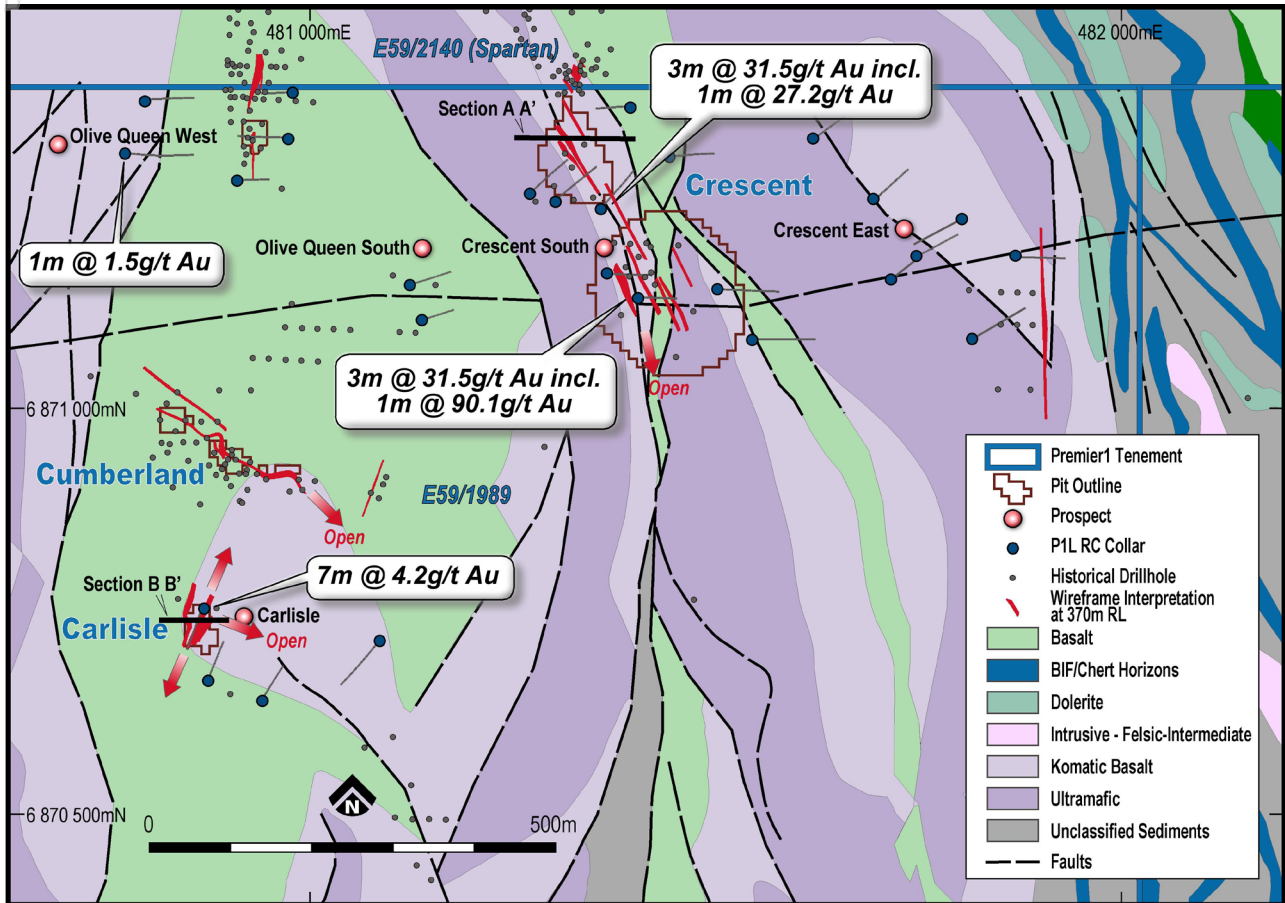 481 000mE
482 000mE
E59/2140 (Spartan)
3m @ 31.5g/t Au incl.
1m @ 27.2g/t Au
Section A A'
Olive Queen West
Crescent
1m @ 1.5g/t Au
Olive Queen South
Crescent South
Crescent East
3m @ 31.5g/t Au incl.
1m @ 90.1g/t Au
Open
6 871 000mN
Cumberland
E59/1989
Open
Section B B'
7m @ 4.2g/t Au
Carlisle
Carlisle
Open
6 870 500mN
N
0
500m
Premier1 Tenement
Pit Outline
Prospect
P1L RC Collar
Historical Drillhole
Wireframe Interpretation
at 370m RL
Basalt
BIF/Chert Horizons
Dolerite
Intrusive - Felsic-Intermediate
Komatic Basalt
Ultramafic
Unclassified Sediments
Faults